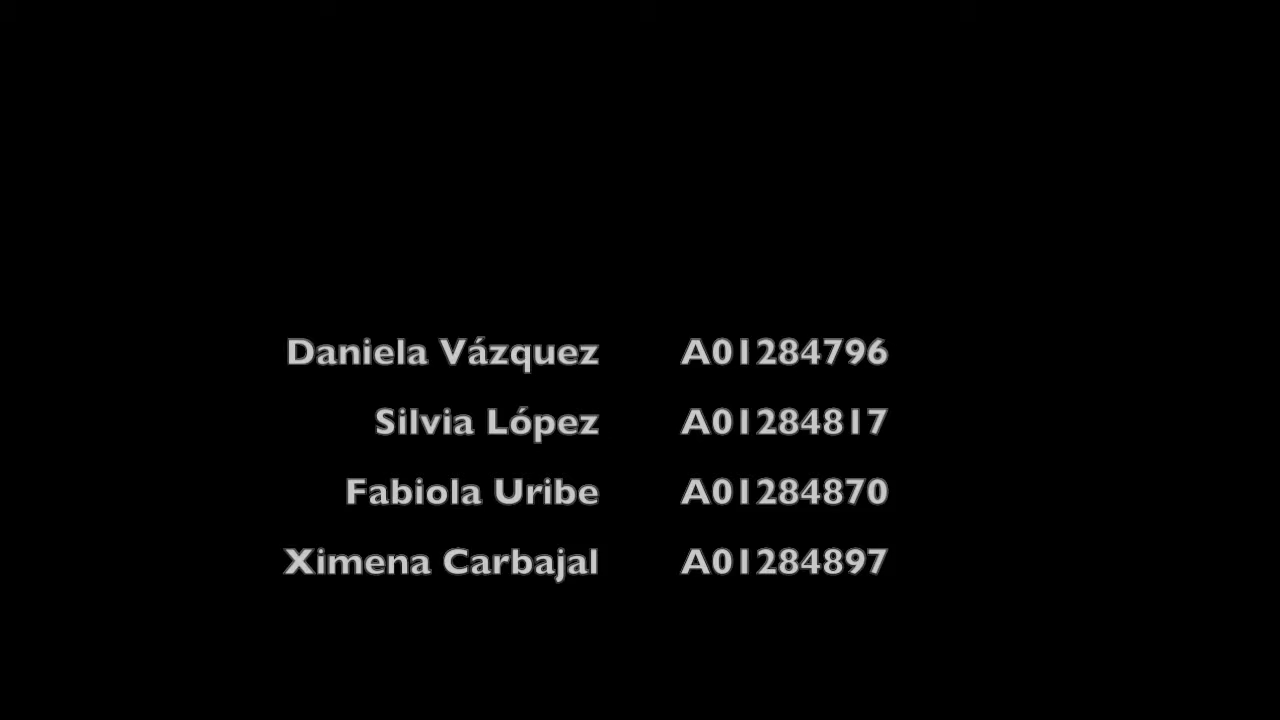 Daniela Vázquez A01284796
Silvia López A01284817
Fabiola Uribe A01284870
Ximena Carbajal A01284897